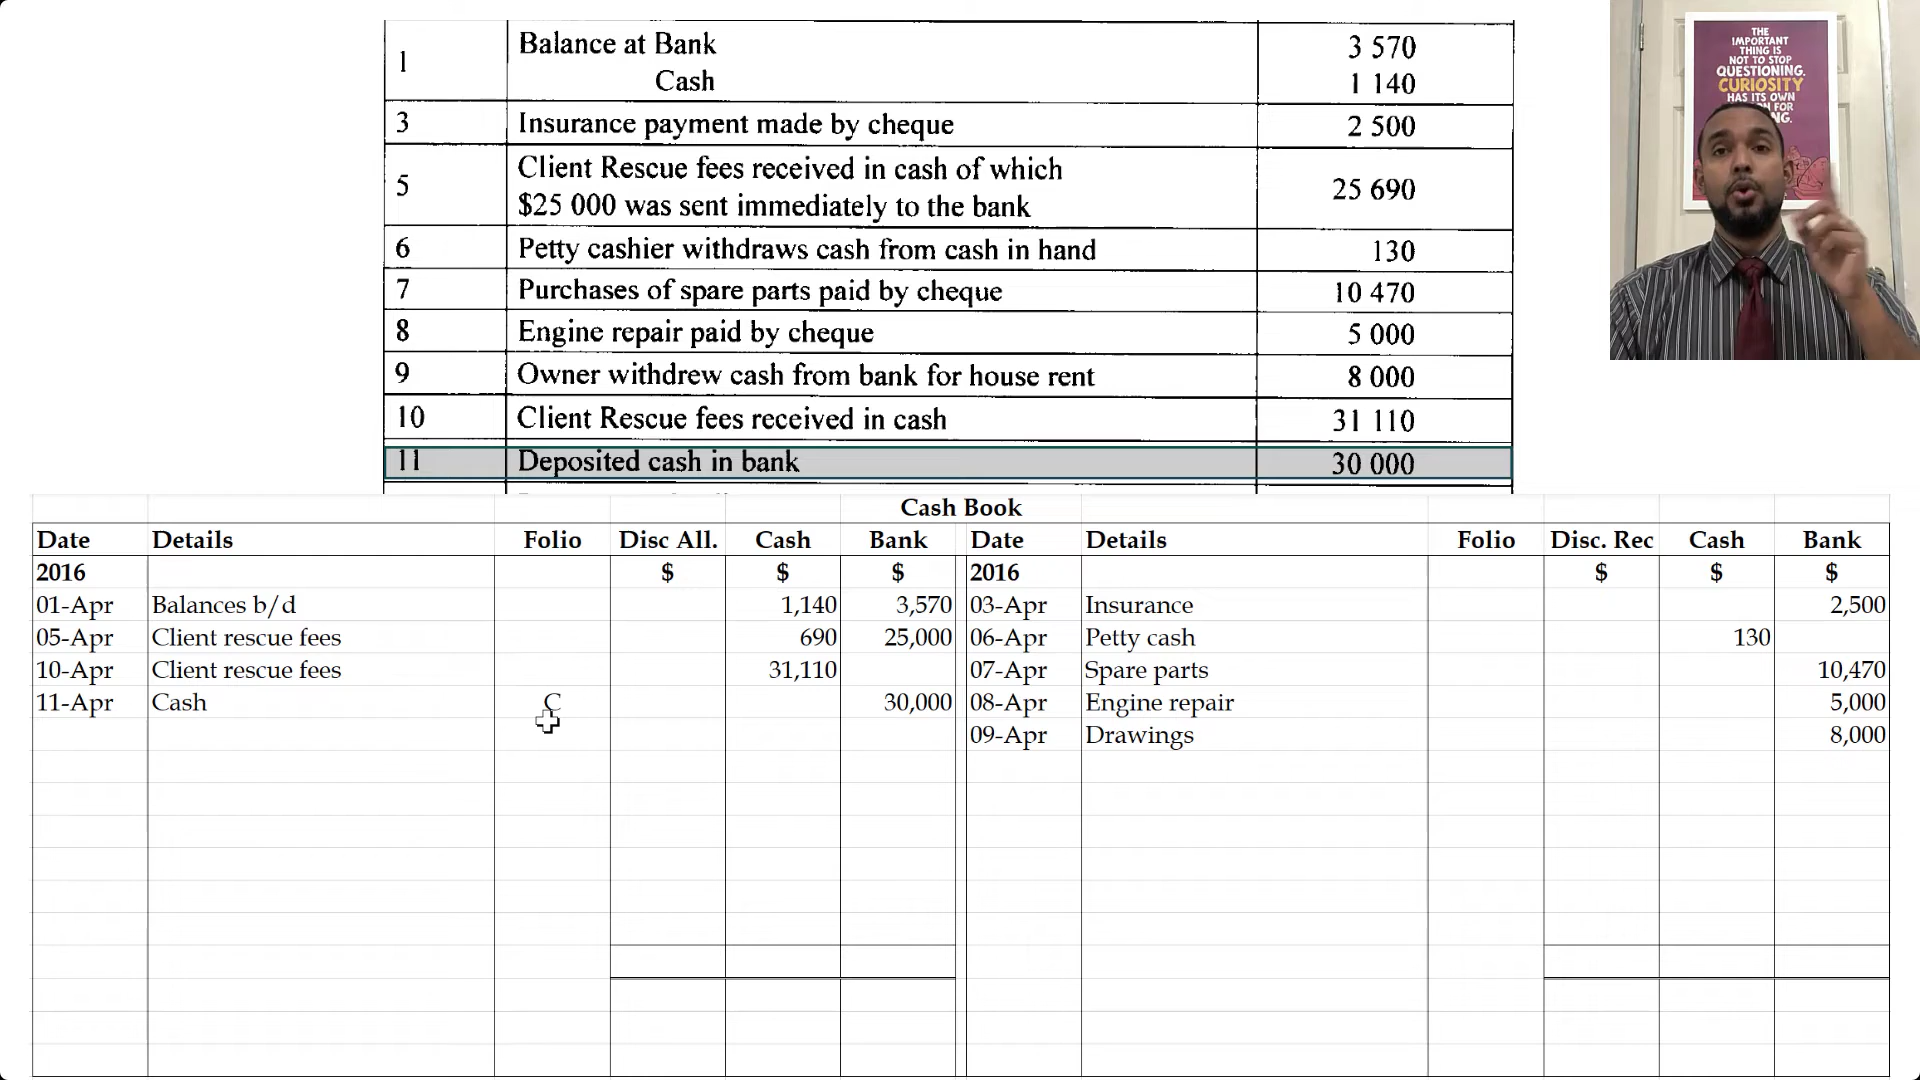 1 Balance at Bank 3 570
Cash 1 140
3 Insurance payment made by cheque 2 500
5 Client Rescue fees received in cash of which
$25 000 was sent immediately to the bank 25 690
6 Petty cashier withdraws cash from cash in hand 130
7 Purchases of spare parts paid by cheque 10 470
8 Engine repair paid by cheque 5 000
9 Owner withdrew cash from bank for house rent 8 000
10 Client Rescue fees received in cash 31 110
11 Deposited cash in bank 30 000
THE
IMPORTANT
THING IS
NOT TO STOP
QUESTIONING.
CURIOSITY
HAS ITS OWN
FOR
NG.
Cash Book
Date Details Folio Disc All. Cash Bank Date Details Folio Disc. Rec Cash Bank
2016 $ $ $ 2016 $ $ $
01-Apr Balances b/d 1,140 3,570 03-Apr Insurance 2,500
05-Apr Client rescue fees 690 25,000 06-Apr Petty cash 130
10-Apr Client rescue fees 31,110 07-Apr Spare parts 10,470
11-Apr Cash C 30,000 08-Apr Engine repair 5,000
09-Apr Drawings 8,000